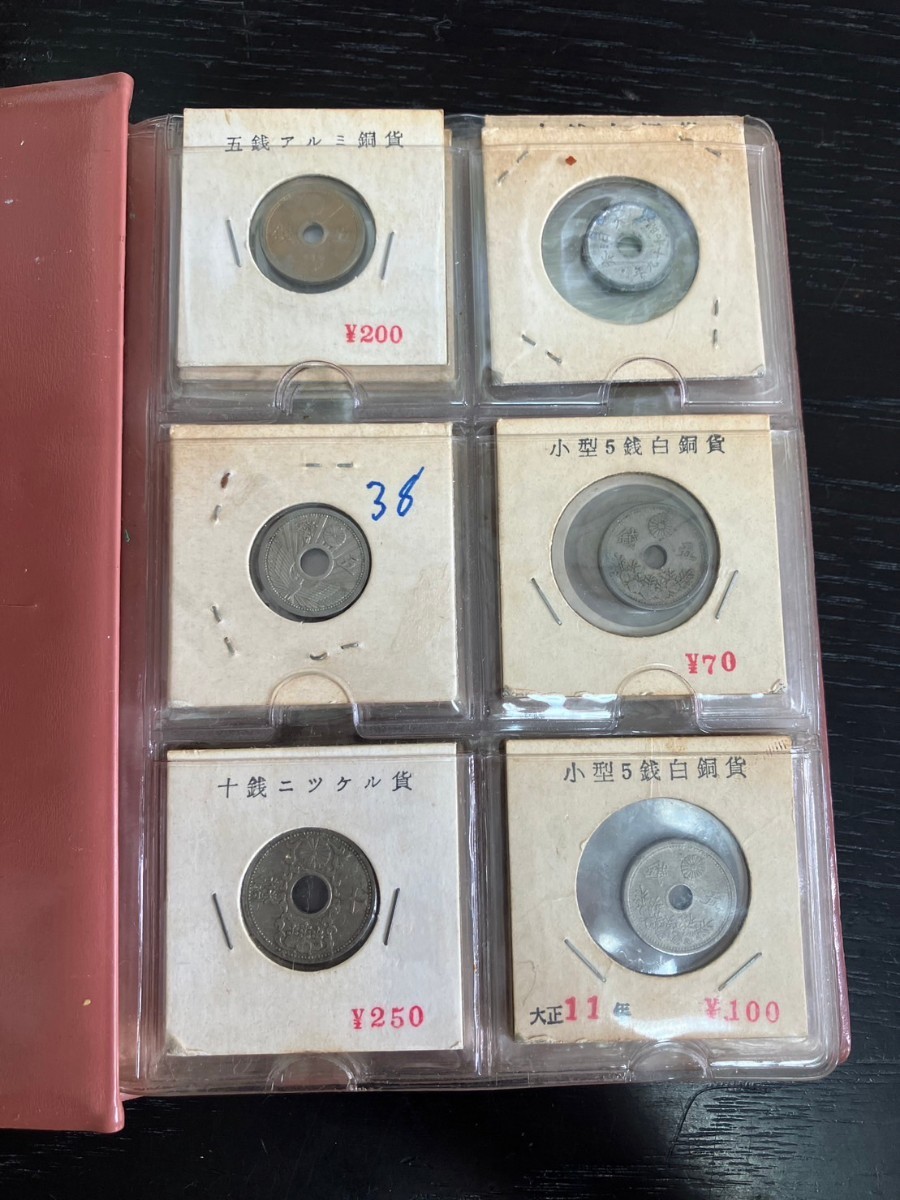 五銭アルミ銅貨
¥200
38
小型5銭白銅貨
¥70
十銭ニツケル貨
¥250
小型5銭白銅貨
大正11年
¥100